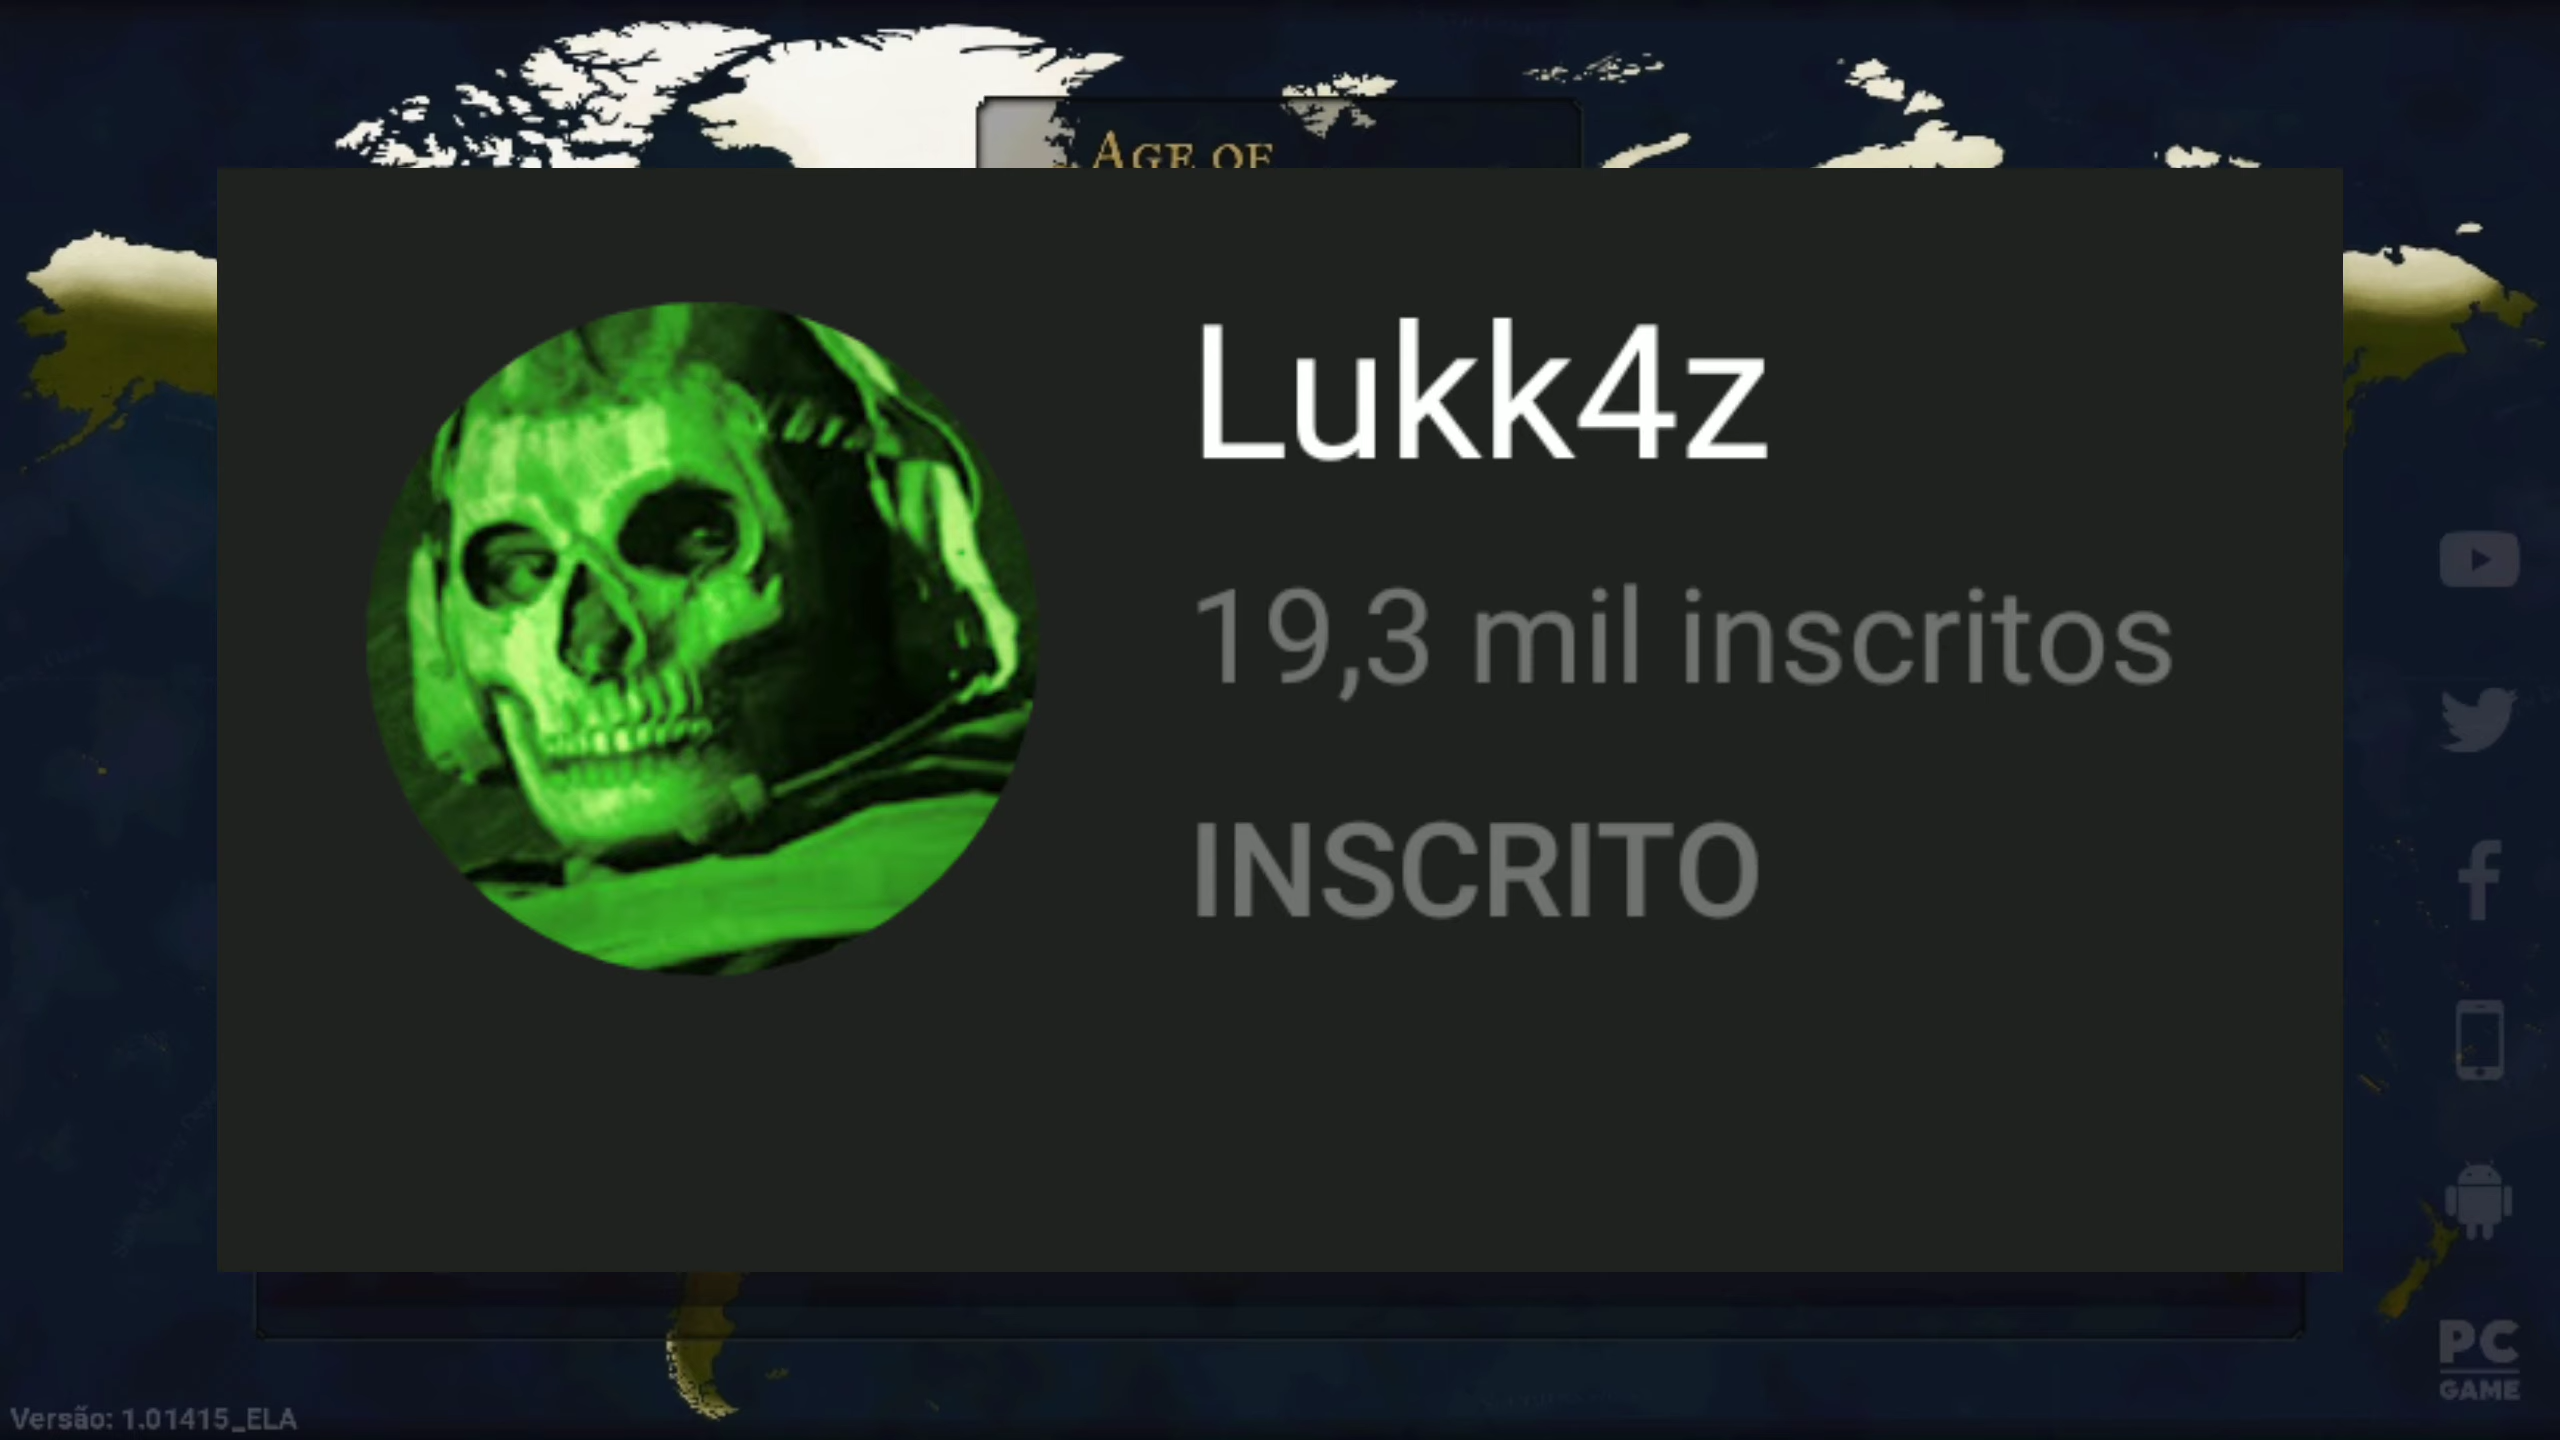 AGE OF
Lukk4z
19,3 mil inscritos
INSCRITO
PC
GAME
Versão: 1.01415_ELA